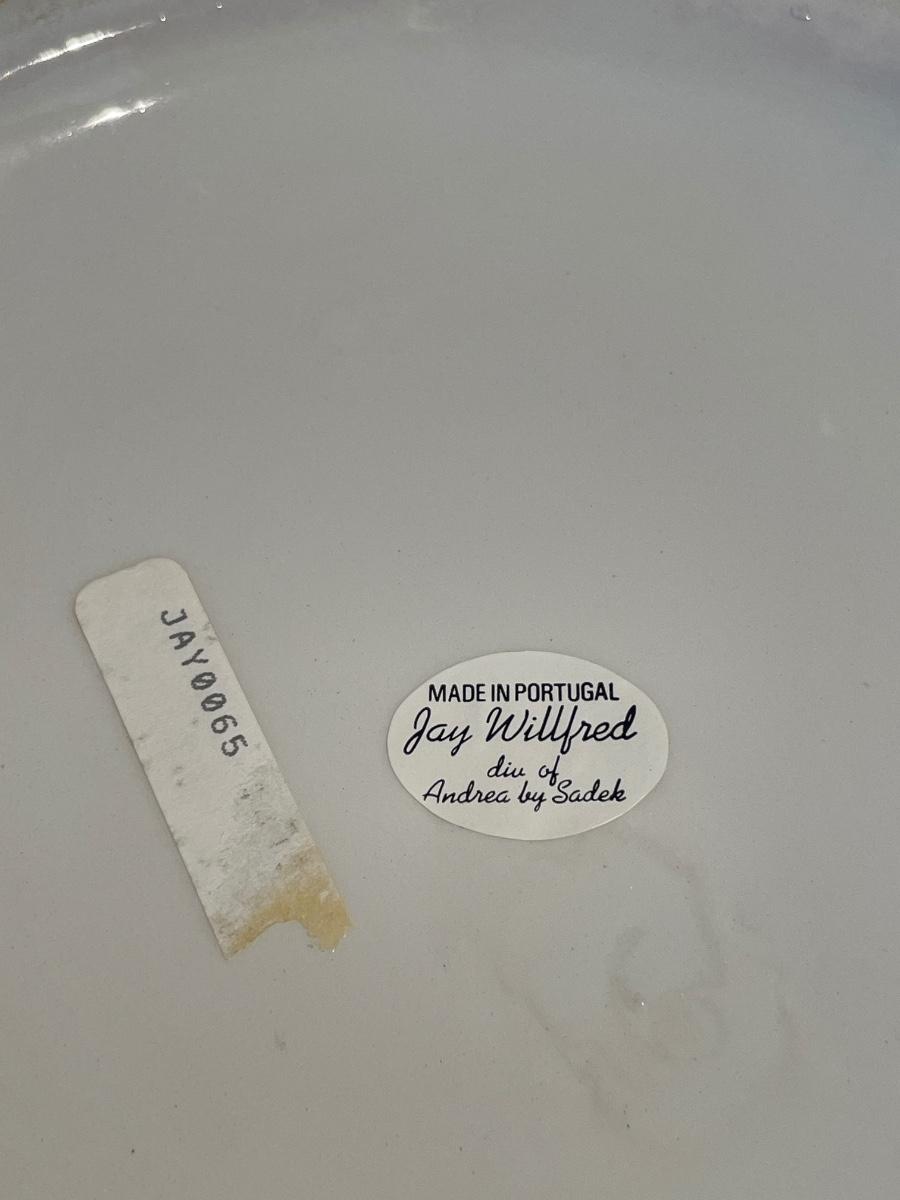 JAY0065
MADE IN PORTUGAL
Jay Willfred
div of
Andrea by Sadek